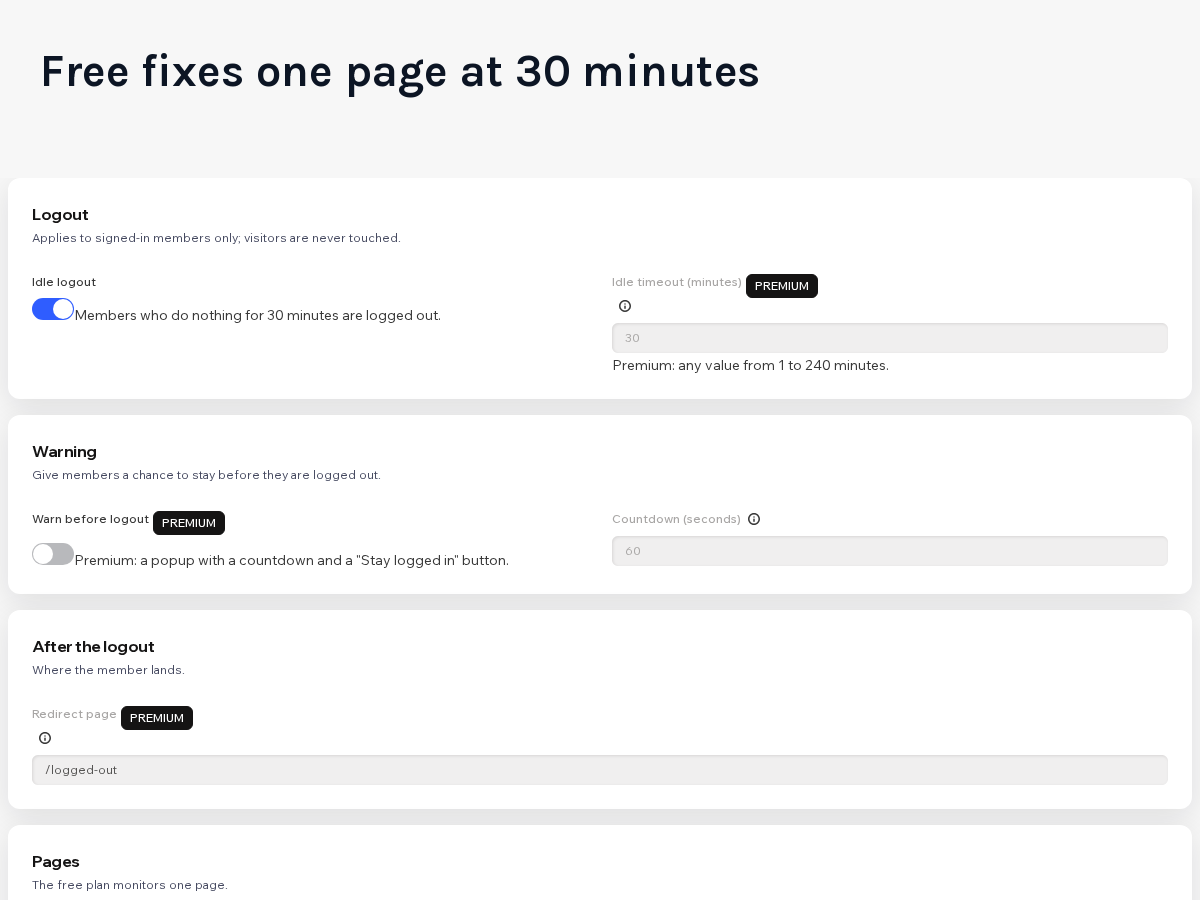 Free fixes one page at 30 minutes
Logout
Applies to signed-in members only; visitors are never touched.
Idle logout
Members who do nothing for 30 minutes are logged out.
Idle timeout (minutes) PREMIUM
30
Premium: any value from 1 to 240 minutes.
Warning
Give members a chance to stay before they are logged out.
Warn before logout PREMIUM
Premium: a popup with a countdown and a "Stay logged in" button.
Countdown (seconds)
60
After the logout
Where the member lands.
Redirect page PREMIUM
/logged-out
Pages
The free plan monitors one page.